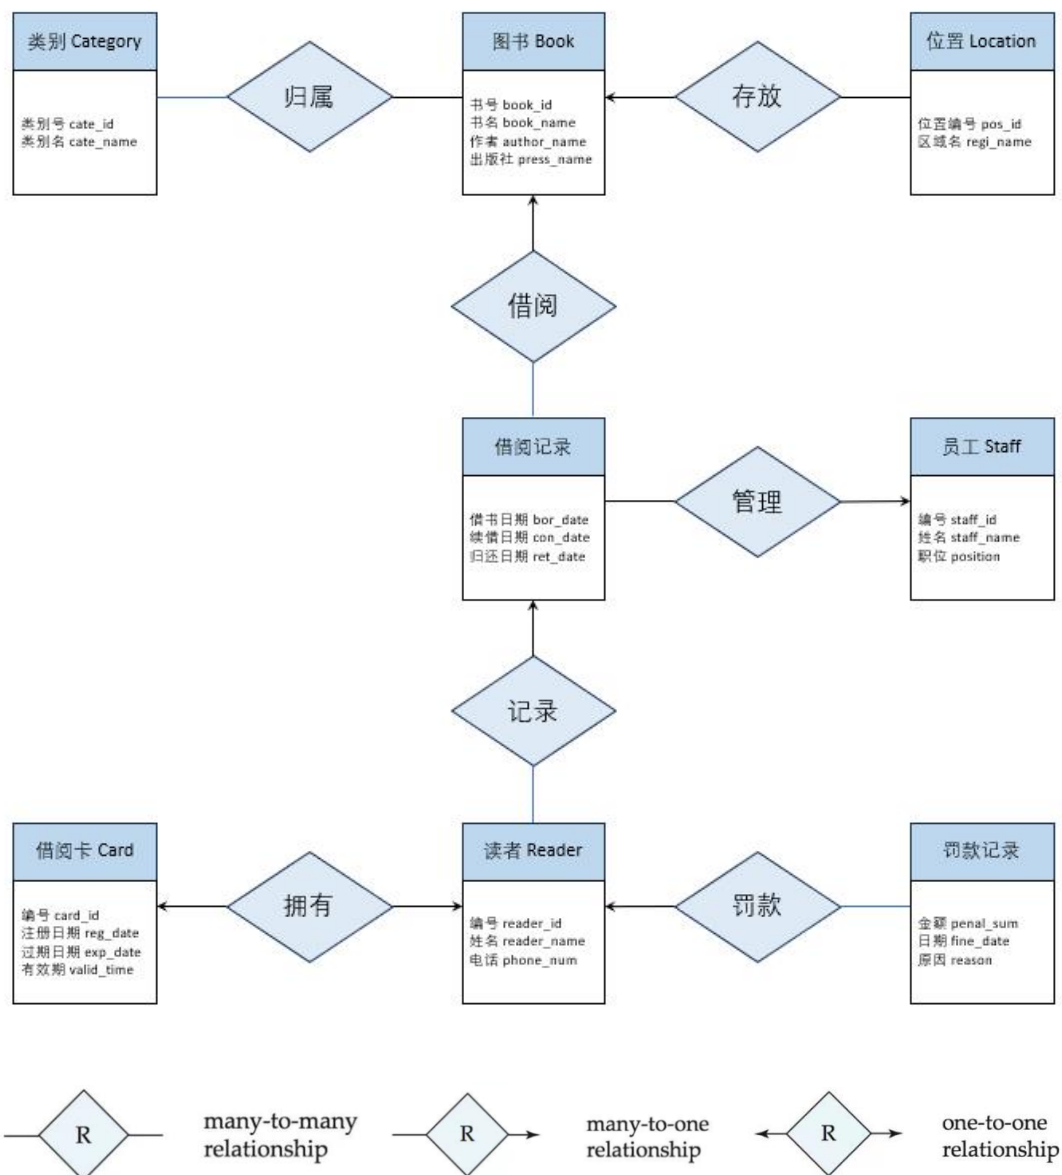 类别 Category
类别号 cate_id
类别名 cate_name
归属
图书 Book
书号 book_id
书名 book_name
作者 author_name
出版社 press_name
存放
位置 Location
位置编号 pos_id
区域名 regi_name
借阅
借阅记录
借书日期 bor_date
续借日期 con_date
归还日期 ret_date
管理
员工 Staff
编号 staff_id
姓名 staff_name
职位 position
记录
借阅卡 Card
编号 card_id
注册日期 reg_date
过期日期 exp_date
有效期 valid_time
拥有
读者 Reader
编号 reader_id
姓名 reader_name
电话 phone_num
罚款
罚款记录
金额 penal_sum
日期 fine_date
原因 reason
R
many-to-many
relationship
R
many-to-one
relationship
R
one-to-one
relationship